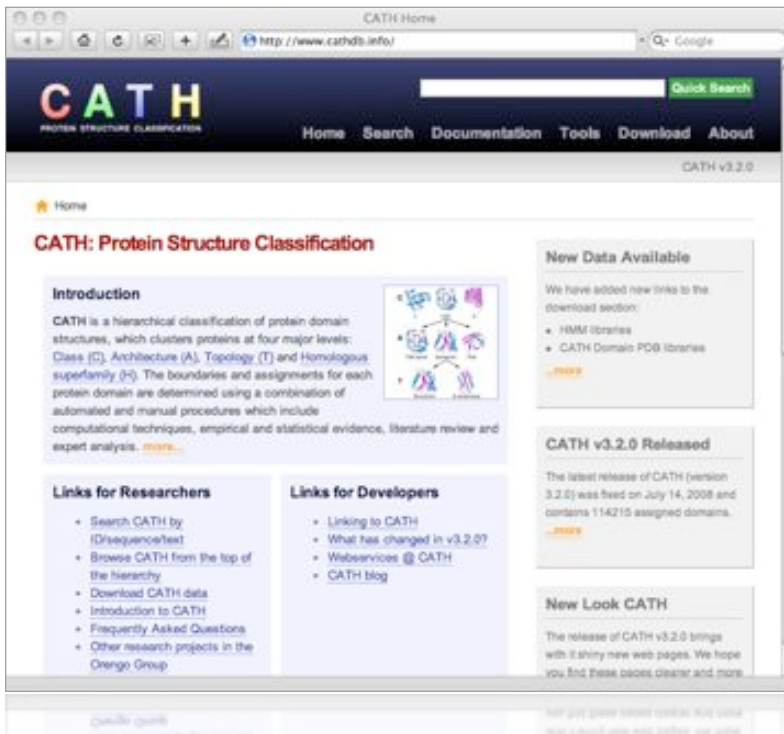 CATH Home
http://www.cathdb.info/
Google
CATH
PROTEIN STRUCTURE CLASSIFICATION
Quick Search
Home Search Documentation Tools Download About
CATH v3.2.0
Home
CATH: Protein Structure Classification
Introduction
CATH is a hierarchical classification of protein domain
structures, which clusters proteins at four major levels:
Class (C), Architecture (A), Topology (T) and Homologous
superfamily (H). The boundaries and assignments for each
protein domain are determined using a combination of
automated and manual procedures which include
computational techniques, empirical and statistical evidence, literature review and
expert analysis. more...
Links for Researchers
Search CATH by
ID/sequence/text
Browse CATH from the top of
the hierarchy
Download CATH data
Introduction to CATH
Frequently Asked Questions
Other research projects in the
Orengo Group
Links for Developers
Linking to CATH
What has changed in v3.2.0?
Webservices @ CATH
CATH blog
New Data Available
We have added new links to the
download section:
HMM libraries
CATH Domain PDB libraries
...more
CATH v3.2.0 Released
The latest release of CATH (version
3.2.0) was fixed on July 14, 2008 and
contains 114215 assigned domains.
...more
New Look CATH
The release of CATH v3.2.0 brings
with it shiny new web pages. We hope
you find these pages clearer and more